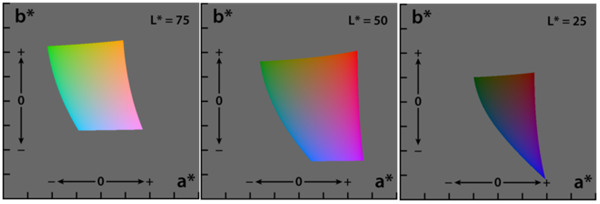 b*
L* = 75
+
0
−
− 0 +
a*
b*
L* = 50
+
0
−
− 0 +
a*
b*
L* = 25
+
0
−
− 0 +
a*